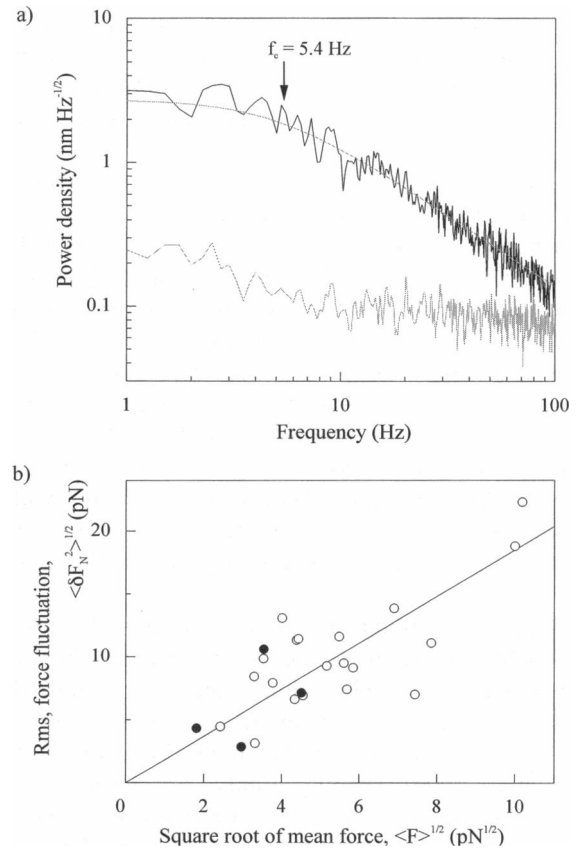 a)
10
f_c = 5.4 Hz
Power density (nm Hz^-1/2)
1
0.1
1
10
100
Frequency (Hz)
b)
20
Rms, force fluctuation,
<δF_N^2>^1/2 (pN)
10
0
2
4
6
8
10
Square root of mean force, <F>^1/2 (pN^1/2)